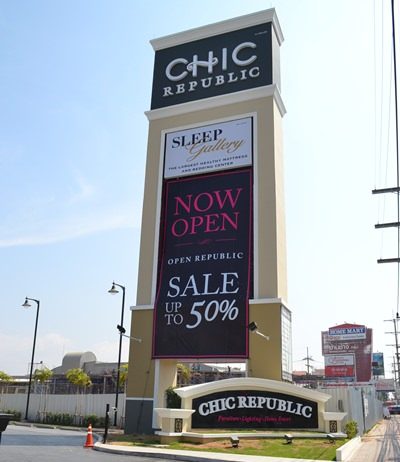 CHIC
REPUBLIC
SLEEP
Gallery
THE LARGEST HEALTHY MATTRESS
AND BEDDING CENTER
NOW
OPEN
OPEN REPUBLIC
SALE
UP TO 50%
HOME MART
CHIC REPUBLIC
Furniture • Lighting • Home Decor